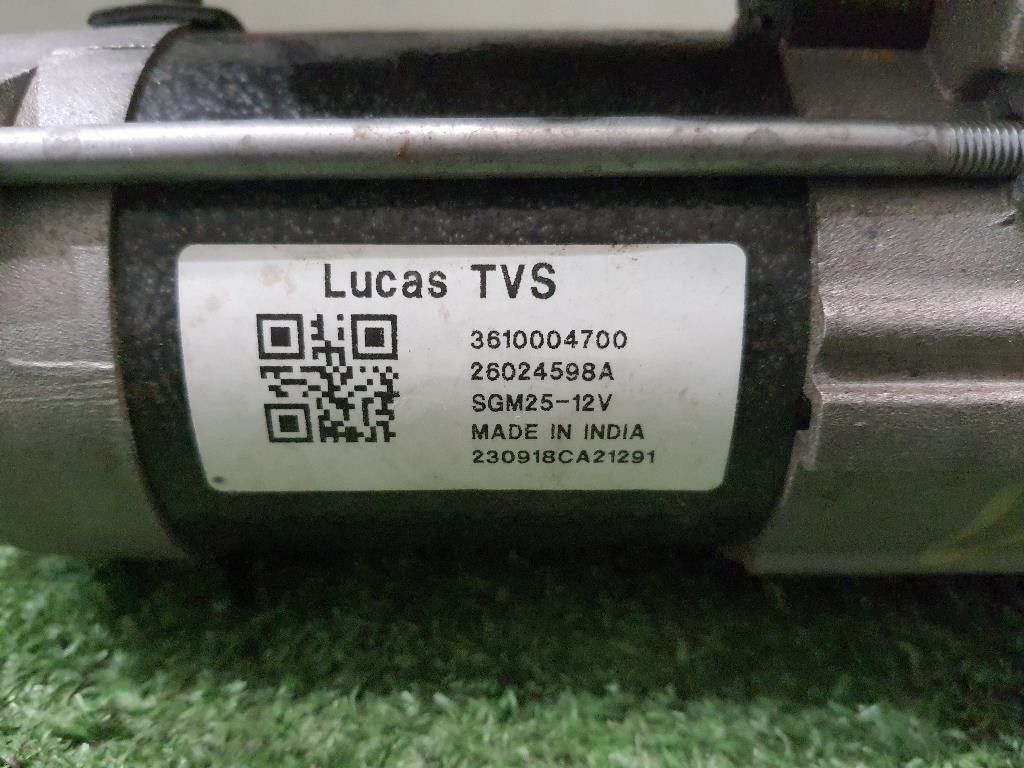 Lucas TVS
3610004700
26024598A
SGM25-12V
MADE IN INDIA
230918CA21291